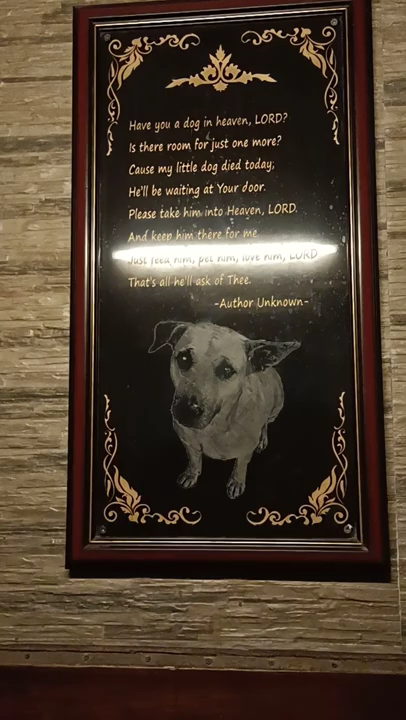 Have you a dog in heaven, LORD?
Is there room for just one more?
Cause my little dog died today;
He'll be waiting at Your door.
Please take him into Heaven, LORD.
And keep him there for me.
Just feed him, pet him, love him, LORD
That's all he'll ask of Thee.
-Author Unknown-